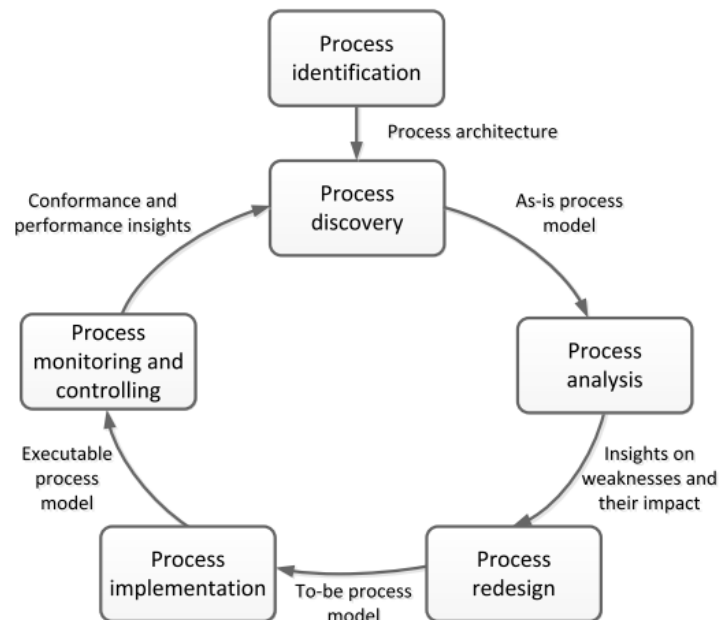 Process
identification
Process architecture
Process
discovery
As-is process
model
Process
analysis
Insights on
weaknesses and
their impact
Process
redesign
To-be process
model
Process
implementation
Executable
process
model
Process
monitoring and
controlling
Conformance and
performance insights